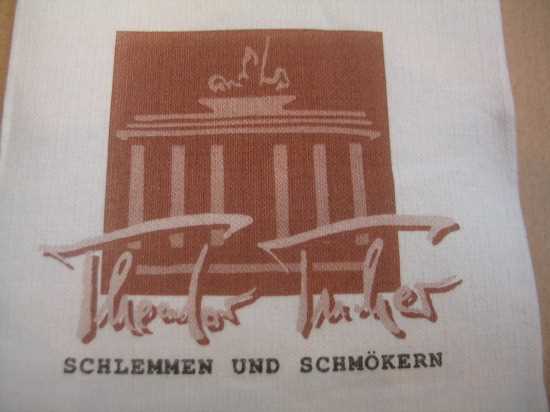 Theodor Tucher
SCHLEMMEN UND SCHMÖKERN